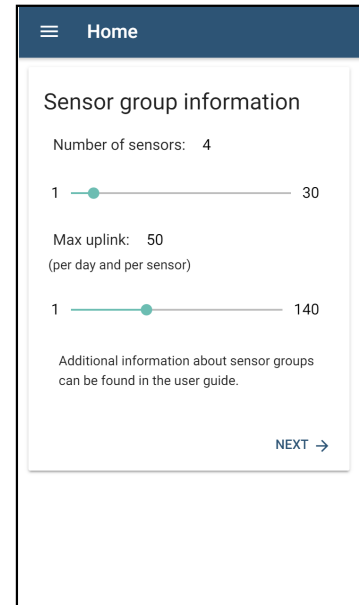 Home
Sensor group information
Number of sensors: 4
1 30
Max uplink: 50
(per day and per sensor)
1 140
Additional information about sensor groups
can be found in the user guide.
NEXT →